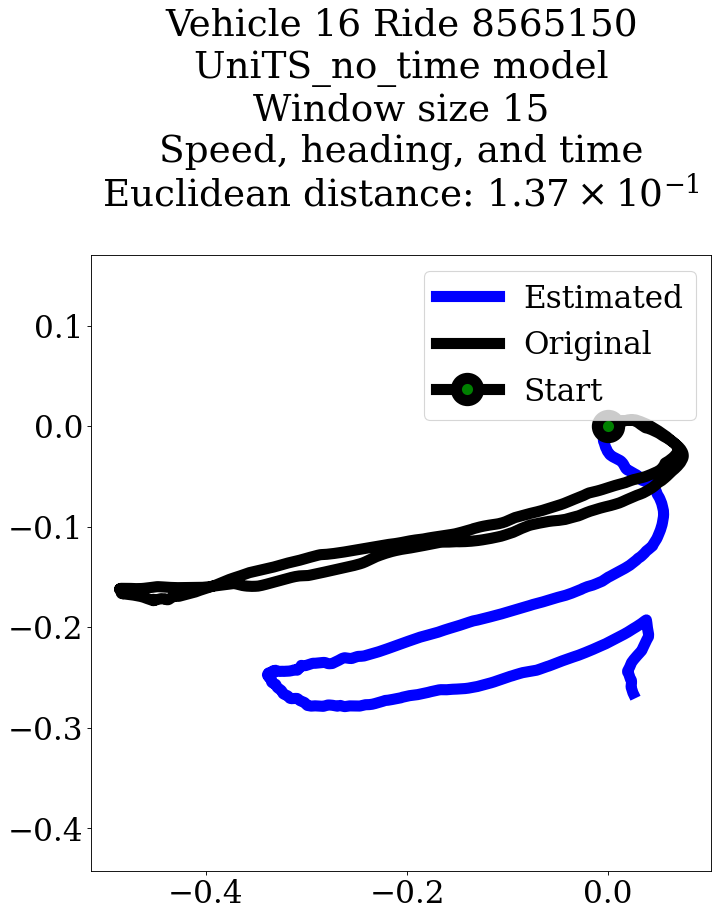 Vehicle 16 Ride 8565150
UniTS_no_time model
Window size 15
Speed, heading, and time
Euclidean distance: 1.37 × 10⁻¹
Estimated
Original
Start
0.1
0.0
−0.1
−0.2
−0.3
−0.4
−0.4
−0.2
0.0